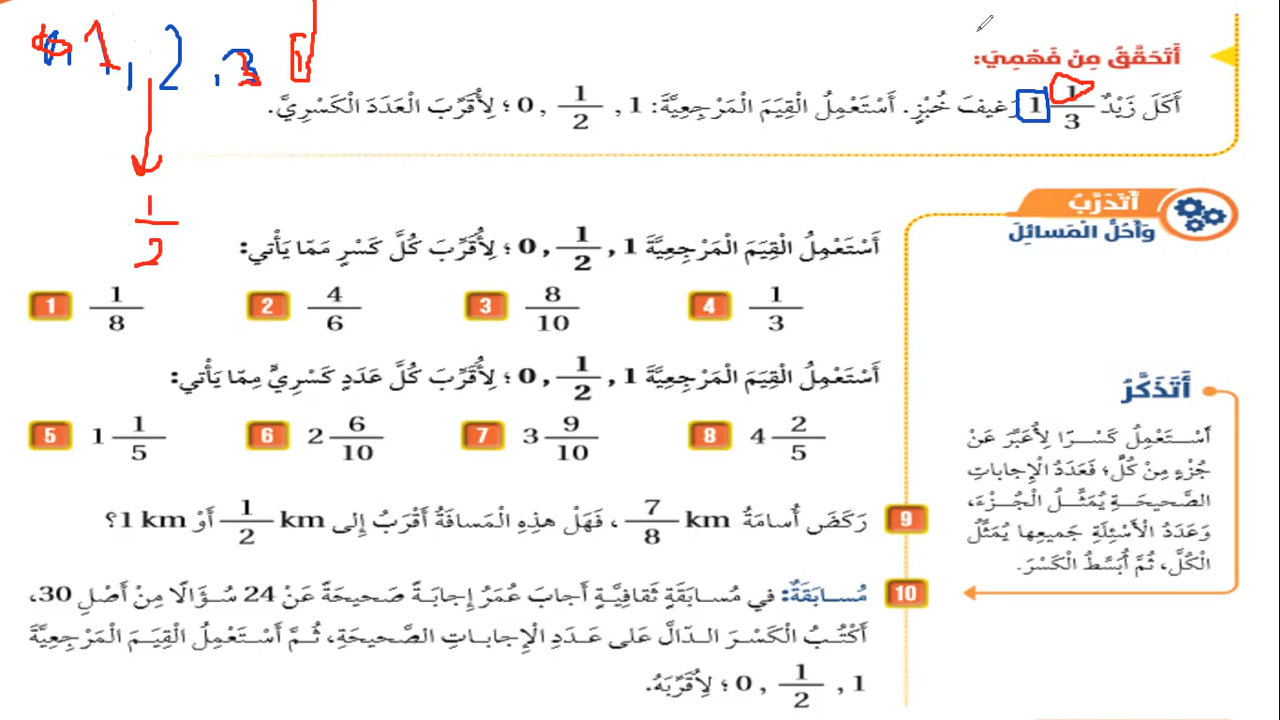 1, 2, 3
1/2
أَتَحَقَّقُ مِنْ فَهْمِي:
أَكَلَ زَيْدٌ 1 1/3 رَغيفَ خُبْزٍ. أَسْتَعْمِلُ الْقِيَمَ الْمَرْجِعِيَّةَ: 0, 1/2, 1 ؛ لِأُقَرِّبَ الْعَدَدَ الْكَسْرِيَّ.
أَتَدَرَّبُ
وَأَحُلُّ الْمَسائِلَ
أَسْتَعْمِلُ الْقِيَمَ الْمَرْجِعِيَّةَ 0, 1/2, 1 ؛ لِأُقَرِّبَ كُلَّ كَسْرٍ مَمّا يَأْتي:
1 1/8 2 4/6 3 8/10 4 1/3
أَسْتَعْمِلُ الْقِيَمَ الْمَرْجِعِيَّةَ 0, 1/2, 1 ؛ لِأُقَرِّبَ كُلَّ عَدَدٍ كَسْرِيٍّ مِمّا يَأْتي:
5 1 1/5 6 2 6/10 7 3 9/10 8 4 2/5
9 رَكَضَ أُسامَةُ 7/8 km ، فَهَلْ هذِهِ الْمَسافَةُ أَقْرَبُ إِلى 1/2 km أَوْ 1 km؟
10 مُسابَقَةٌ: في مُسابَقَةٍ ثَقافِيَّةٍ أَجابَ عُمَرُ إِجابَةً صَحيحَةً عَنْ 24 سُؤالًا مِنْ أَصْلِ 30،
أَكْتُبُ الْكَسْرَ الدّالَّ عَلى عَدَدِ الْإِجاباتِ الصَّحيحَةِ، ثُمَّ أَسْتَعْمِلُ الْقِيَمَ الْمَرْجِعِيَّةَ
0, 1/2, 1 ؛ لِأُقَرِّبَهُ.
أَتَذَكَّرُ
أَسْتَعْمِلُ كَسْرًا لِأُعَبِّرَ عَنْ
جُزْءٍ مِنْ كُلٍّ؛ فَعَدَدُ الْإِجاباتِ
الصَّحيحَةِ يُمَثِّلُ الْجُزْءَ،
وَعَدَدُ الْأَسْئِلَةِ جَميعِها يُمَثِّلُ
الْكُلَّ، ثُمَّ أُبَسِّطُ الْكَسْرَ.